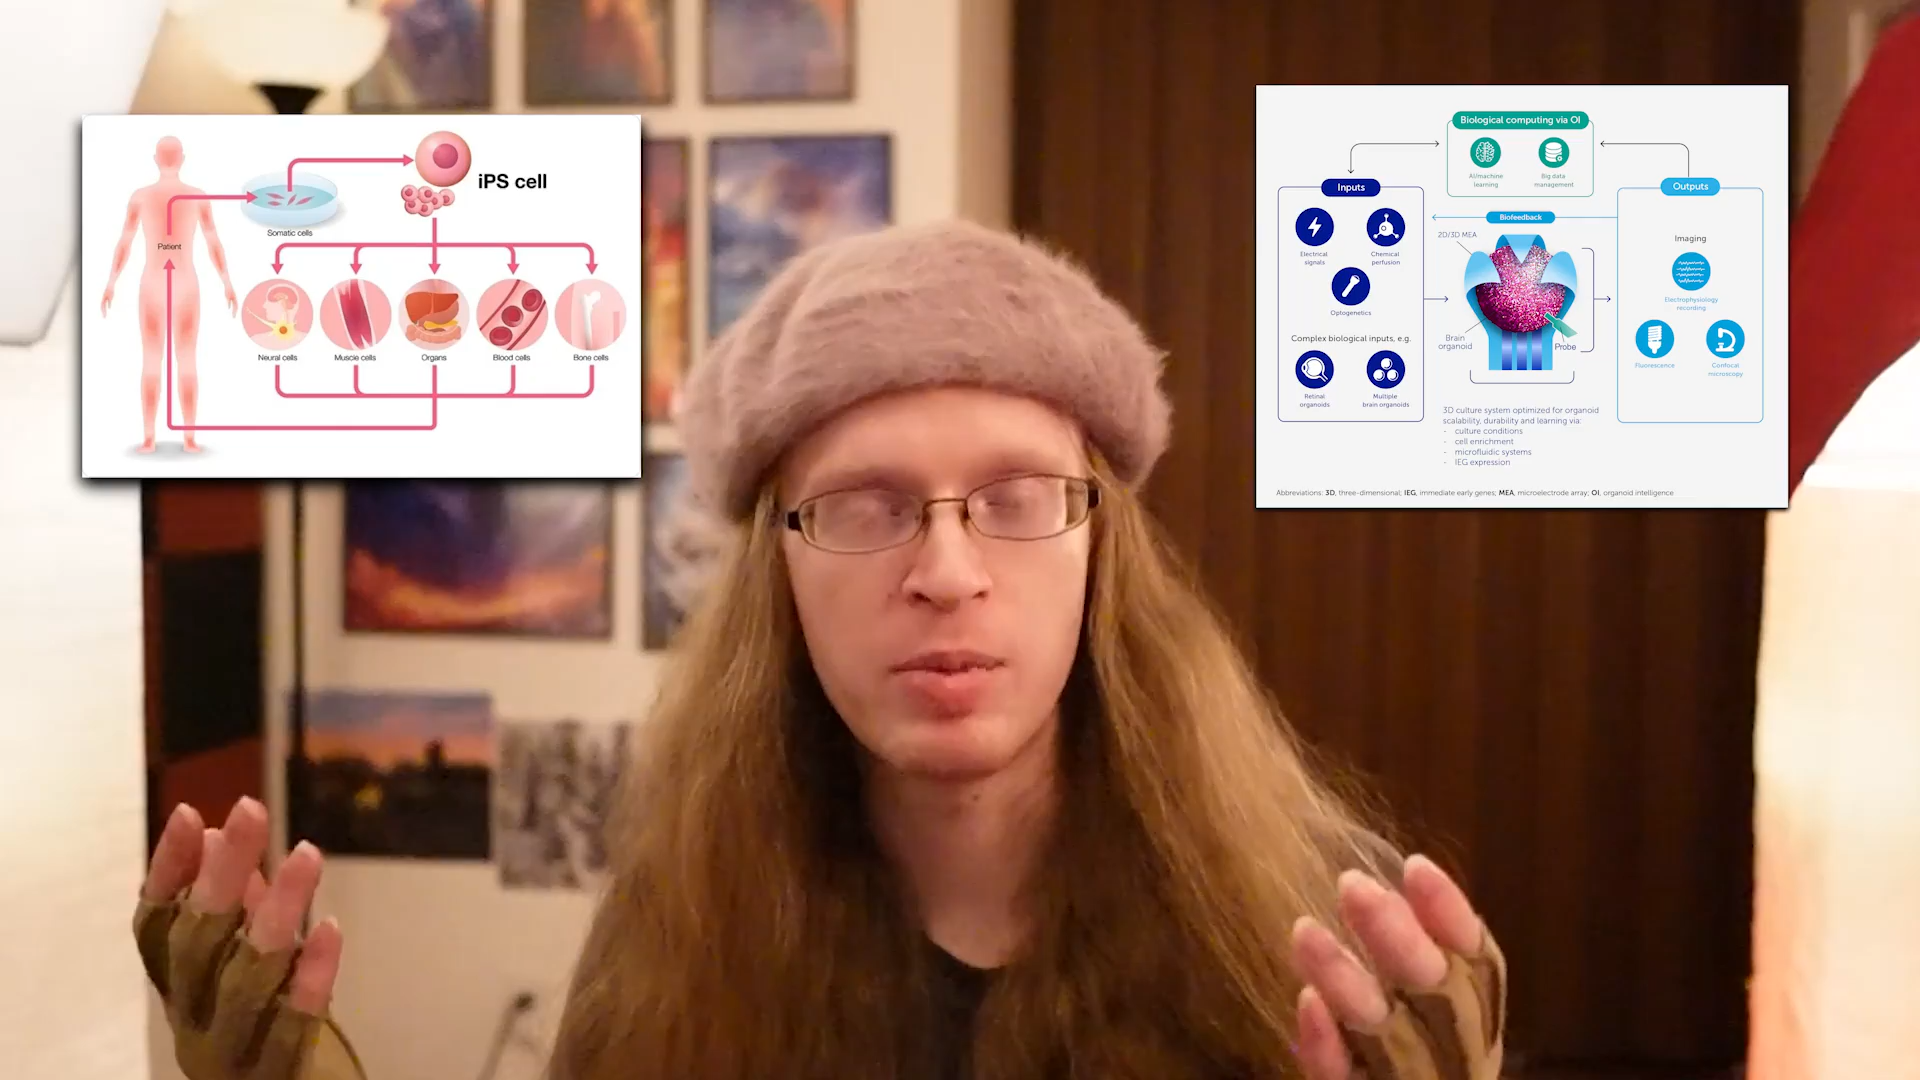 iPS cell
Somatic cells
Patient
Neural cells
Muscle cells
Organs
Blood cells
Bone cells
Biological computing via OI
AI/machine
learning
Big data
management
Inputs
Outputs
Biofeedback
Electrical
signals
Chemical
perfusion
Optogenetics
Complex biological inputs, e.g.
Retinal
organoids
Multiple
brain organoids
2D/3D MEA
Brain
organoid
Probe
Imaging
Electrophysiology
recording
Fluorescence
Confocal
microscopy
3D culture system optimized for organoid
scalability, durability and learning via:
- culture conditions
- cell enrichment
- microfluidic systems
- IEG expression
Abbreviations: 3D, three-dimensional; IEG, immediate early genes; MEA, microelectrode array; OI, organoid intelligence